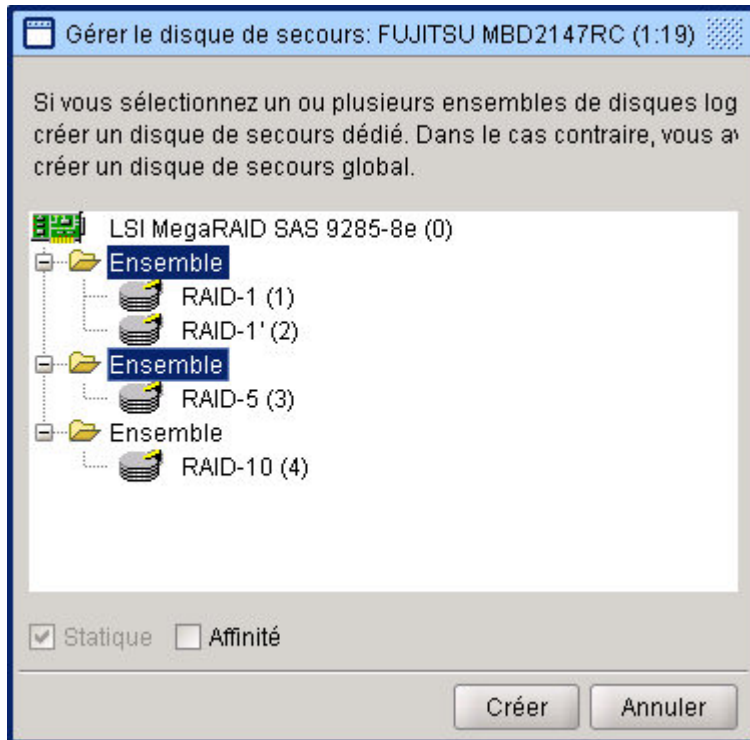 Gérer le disque de secours: FUJITSU MBD2147RC (1:19)
Si vous sélectionnez un ou plusieurs ensembles de disques log
créer un disque de secours dédié. Dans le cas contraire, vous
créer un disque de secours global.
LSI MegaRAID SAS 9285-8e (0)
Ensemble
RAID-1 (1)
RAID-1' (2)
Ensemble
RAID-5 (3)
Ensemble
RAID-10 (4)
Statique Affinité
Créer Annuler